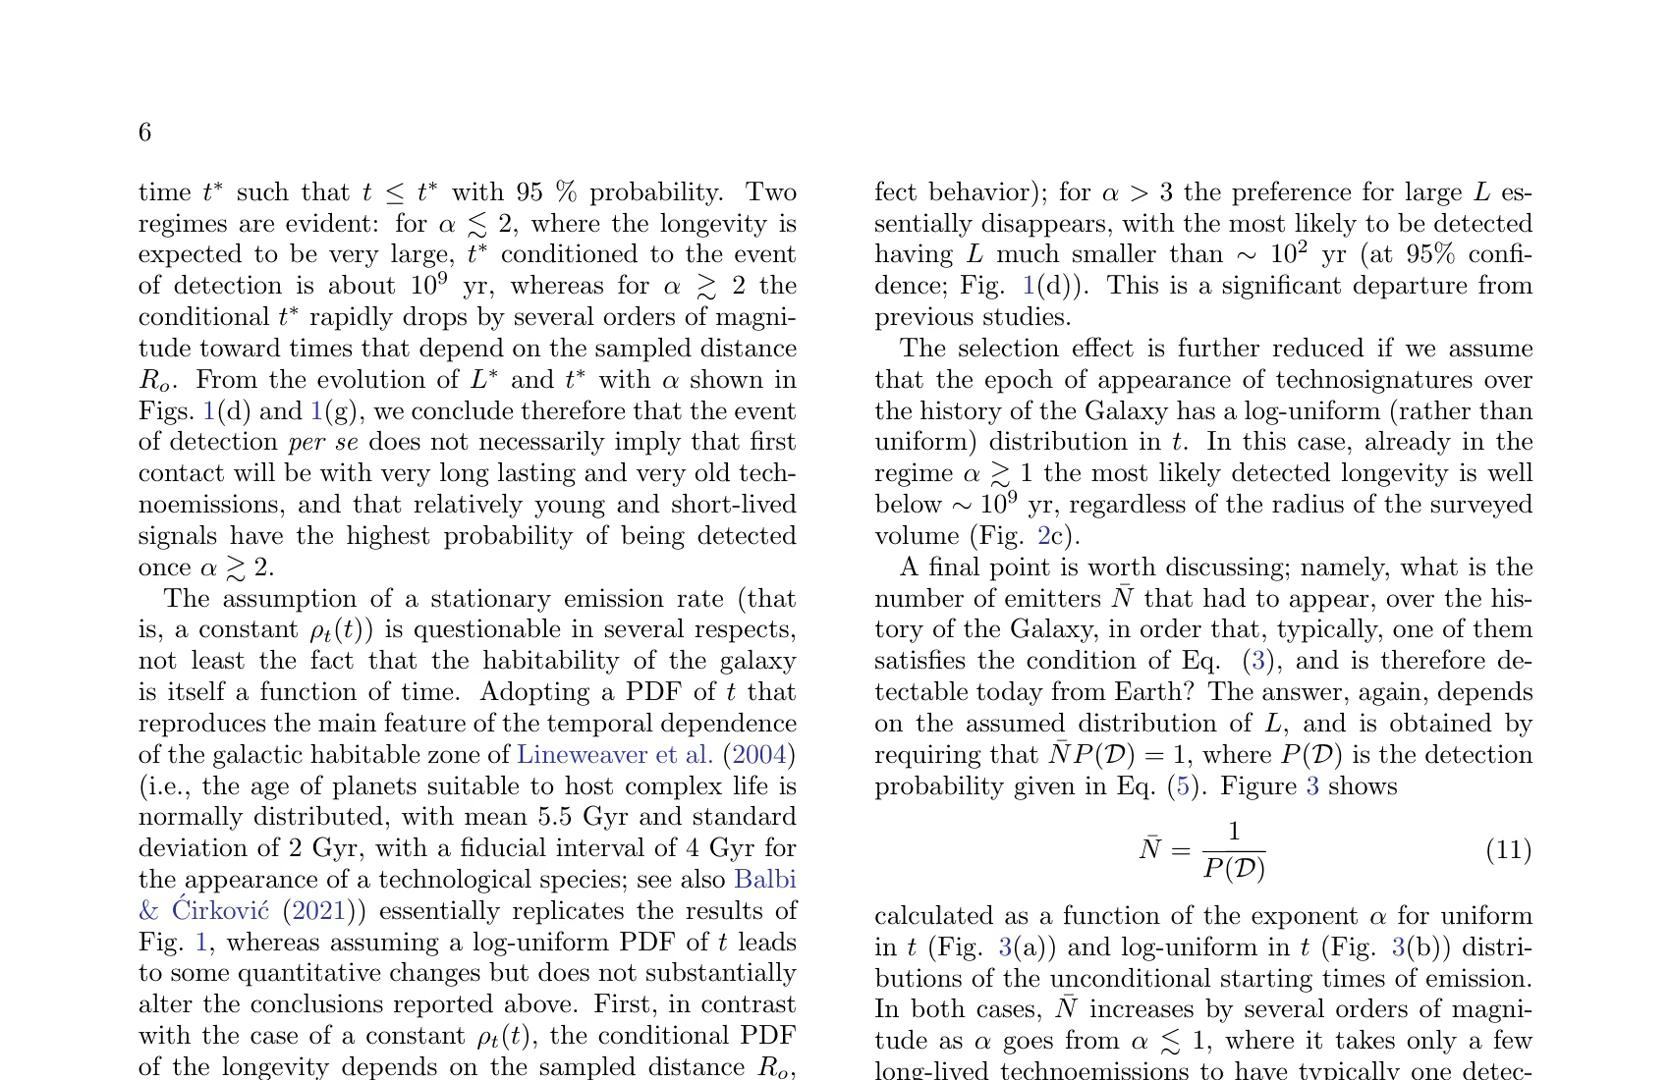 6
time t* such that t ≤ t* with 95 % probability. Two
regimes are evident: for α ≲ 2, where the longevity is
expected to be very large, t* conditioned to the event
of detection is about 10⁹ yr, whereas for α ≳ 2 the
conditional t* rapidly drops by several orders of magni-
tude toward times that depend on the sampled distance
Rₒ. From the evolution of L* and t* with α shown in
Figs. 1(d) and 1(g), we conclude therefore that the event
of detection per se does not necessarily imply that first
contact will be with very long lasting and very old tech-
noemissions, and that relatively young and short-lived
signals have the highest probability of being detected
once α ≳ 2.
The assumption of a stationary emission rate (that
is, a constant ρₜ(t)) is questionable in several respects,
not least the fact that the habitability of the galaxy
is itself a function of time. Adopting a PDF of t that
reproduces the main feature of the temporal dependence
of the galactic habitable zone of Lineweaver et al. (2004)
(i.e., the age of planets suitable to host complex life is
normally distributed, with mean 5.5 Gyr and standard
deviation of 2 Gyr, with a fiducial interval of 4 Gyr for
the appearance of a technological species; see also Balbi
& Ćirković (2021)) essentially replicates the results of
Fig. 1, whereas assuming a log-uniform PDF of t leads
to some quantitative changes but does not substantially
alter the conclusions reported above. First, in contrast
with the case of a constant ρₜ(t), the conditional PDF
of the longevity depends on the sampled distance Rₒ,
fect behavior); for α > 3 the preference for large L es-
sentially disappears, with the most likely to be detected
having L much smaller than ∼ 10² yr (at 95% confi-
dence; Fig. 1(d)). This is a significant departure from
previous studies.
The selection effect is further reduced if we assume
that the epoch of appearance of technosignatures over
the history of the Galaxy has a log-uniform (rather than
uniform) distribution in t. In this case, already in the
regime α ≳ 1 the most likely detected longevity is well
below ∼ 10⁹ yr, regardless of the radius of the surveyed
volume (Fig. 2c).
A final point is worth discussing; namely, what is the
number of emitters N̄ that had to appear, over the his-
tory of the Galaxy, in order that, typically, one of them
satisfies the condition of Eq. (3), and is therefore de-
tectable today from Earth? The answer, again, depends
on the assumed distribution of L, and is obtained by
requiring that N̄P(𝒟) = 1, where P(𝒟) is the detection
probability given in Eq. (5). Figure 3 shows
N̄ = 1/P(𝒟) (11)
calculated as a function of the exponent α for uniform
in t (Fig. 3(a)) and log-uniform in t (Fig. 3(b)) distri-
butions of the unconditional starting times of emission.
In both cases, N̄ increases by several orders of magni-
tude as α goes from α ≲ 1, where it takes only a few
long-lived technoemissions to have typically one detec-